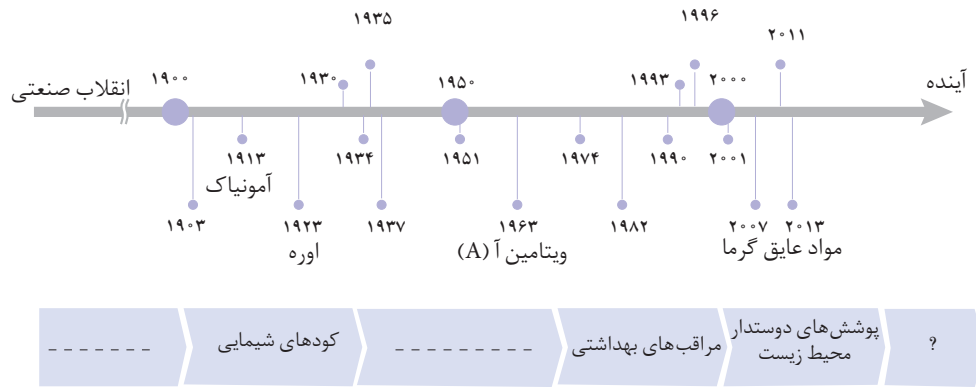 ۱۹۳۵
۱۹۹۶
۲۰۱۱
۱۹۰۰
۱۹۳۰
۱۹۵۰
۱۹۹۳
۲۰۰۰
انقلاب صنعتی
آینده
۱۹۱۳
۱۹۳۴
۱۹۵۱
۱۹۷۴
۱۹۹۰
۲۰۰۱
آمونیاک
۱۹۰۳
۱۹۲۳
۱۹۳۷
۱۹۶۳
۱۹۸۲
۲۰۰۷
۲۰۱۳
اوره
ویتامین آ (A)
مواد عایق گرما
_ _ _ _ _ _ _
کودهای شیمایی
_ _ _ _ _ _ _ _ _
مراقب‌های بهداشتی
پوشش‌های دوستدار
محیط زیست
?